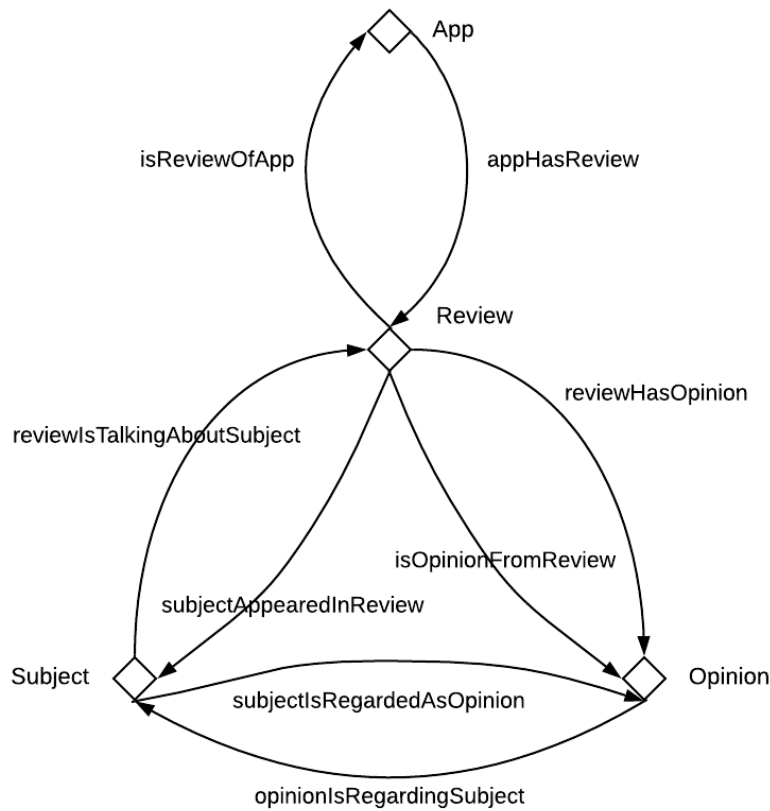 App
isReviewOfApp
appHasReview
Review
reviewHasOpinion
reviewIsTalkingAboutSubject
isOpinionFromReview
subjectAppearedInReview
Subject
Opinion
subjectIsRegardedAsOpinion
opinionIsRegardingSubject